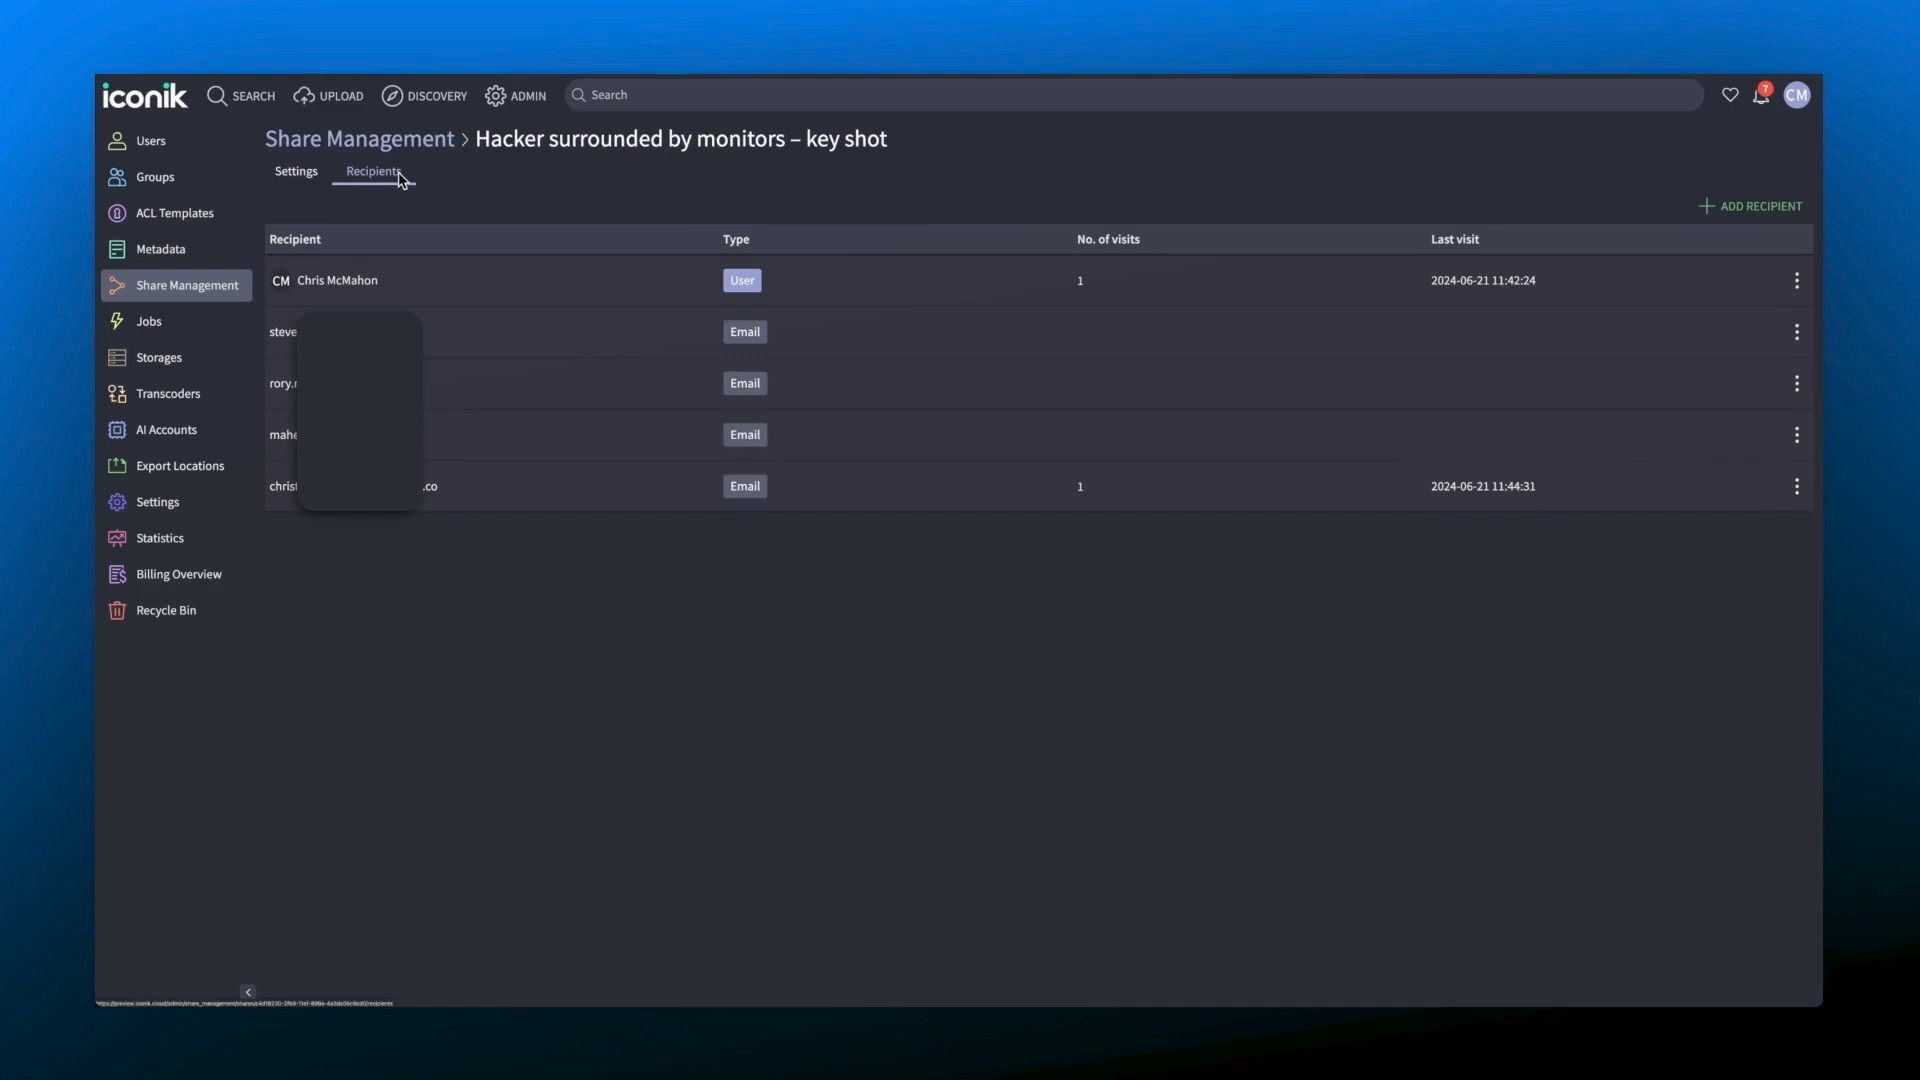 iconik SEARCH UPLOAD DISCOVERY ADMIN Search 7 CM
Users
Groups
ACL Templates
Metadata
Share Management
Jobs
Storages
Transcoders
AI Accounts
Export Locations
Settings
Statistics
Billing Overview
Recycle Bin
Share Management > Hacker surrounded by monitors – key shot
Settings Recipients
ADD RECIPIENT
Recipient Type No. of visits Last visit
CM Chris McMahon User 1 2024-06-21 11:42:24
steve Email
rory.r Email
mahe Email
christ .co Email 1 2024-06-21 11:44:31